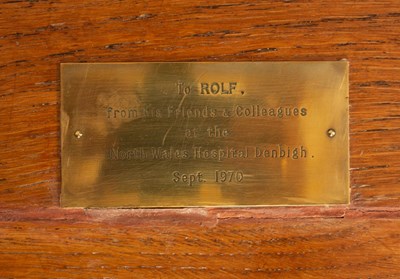 To ROLF.
From his Friends & Colleagues
at the
North Wales Hospital Denbigh.
Sept. 1970